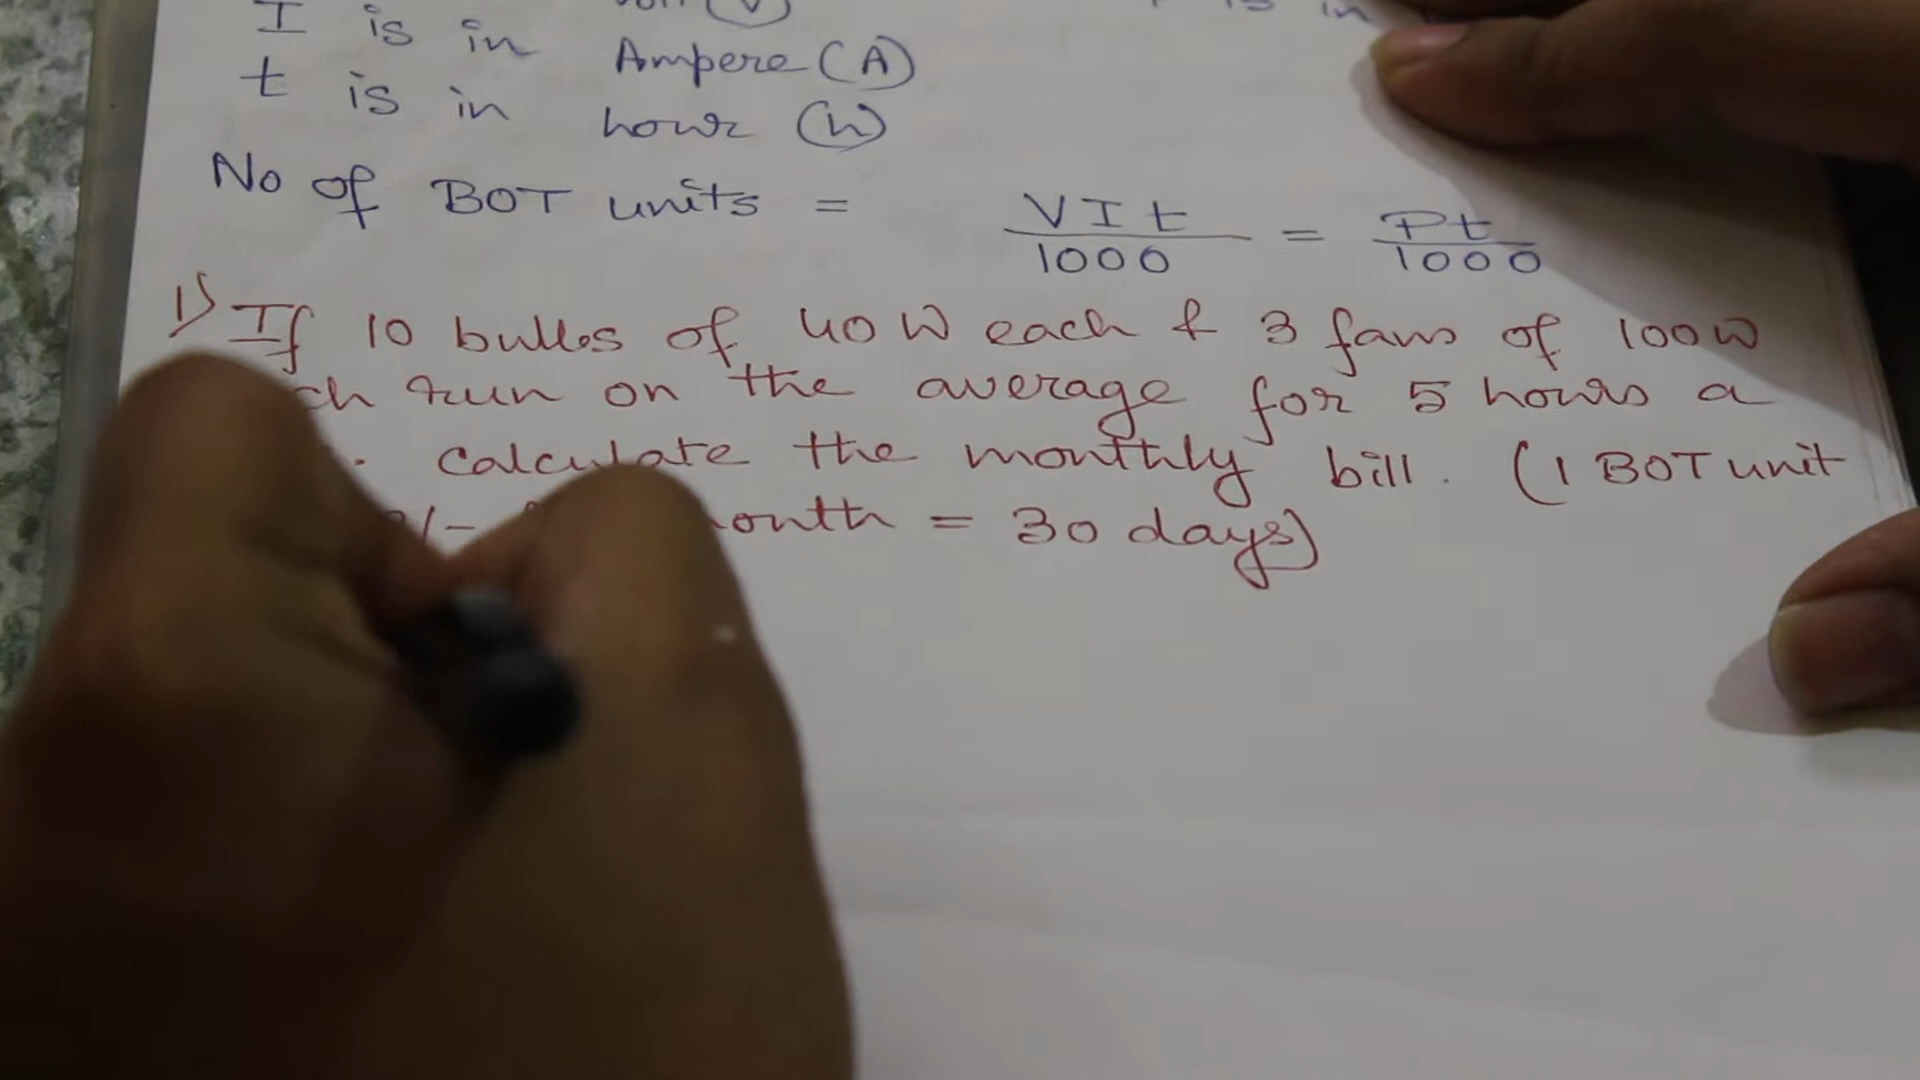 I is in Ampere (A)
t is in hour (h)
No of BOT units = VIt/1000 = Pt/1000
1) If 10 bulbs of 40 W each & 3 fans of 100W
run on the average for 5 hours a
. Calculate the monthly bill. (1 BOT unit
= 30 days)